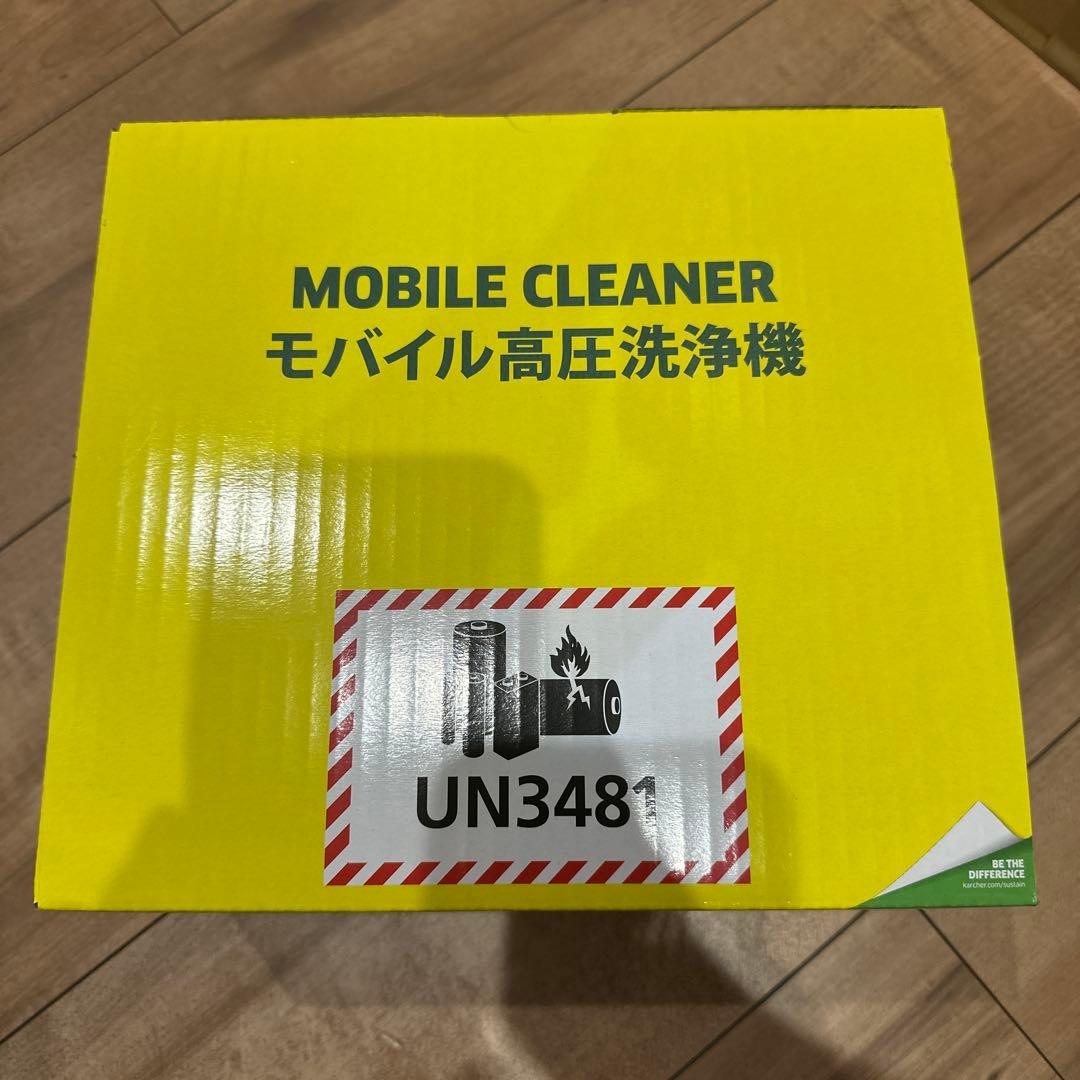 MOBILE CLEANER
モバイル高圧洗浄機
UN3481
BE THE
DIFFERENCE
karcher.com/sustain